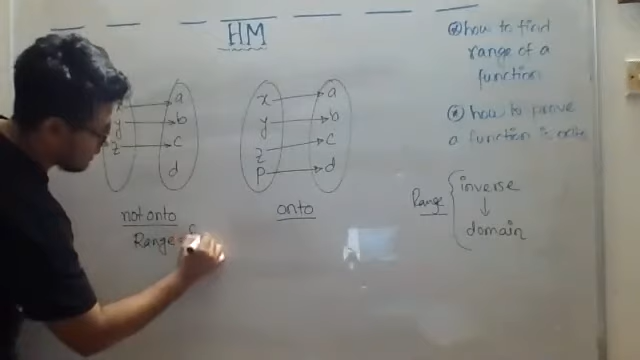 HM
(*) how to find
range of a
function
(*) how to prove
a function is onto
x a
y b
z c
d
x a
y b
z c
p d
not onto
Range =
onto
Range { inverse
↓
domain